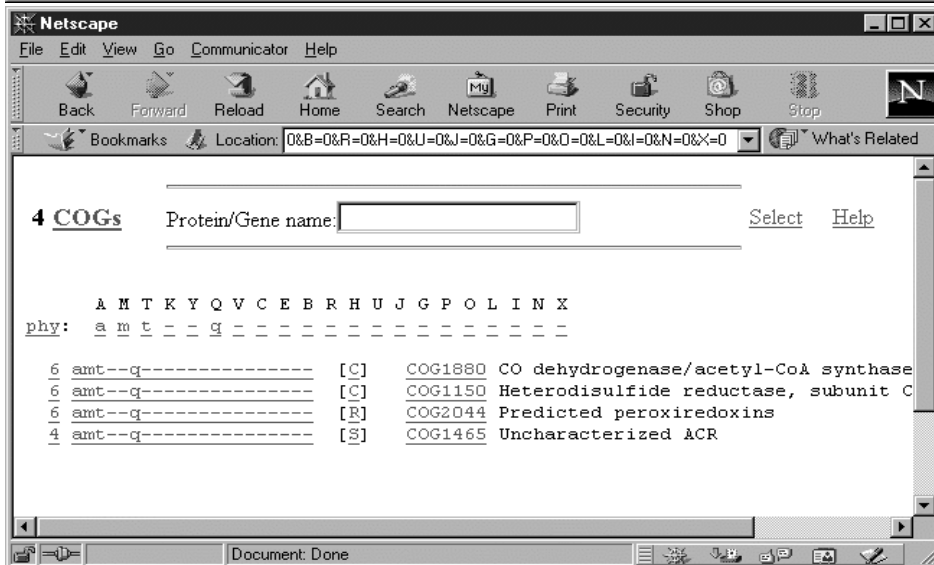 Netscape
File Edit View Go Communicator Help
My
N
Back Forward Reload Home Search Netscape Print Security Shop Stop
Bookmarks Location: 0&B=0&R=0&H=0&U=0&J=0&G=0&P=0&O=0&L=0&I=0&N=0&X=0 What's Related
4 COGs Protein/Gene name: Select Help
A M T K Y Q V C E B R H U J G P O L I N X
phy: a m t - - q - - - - - - - - - - - - - - -
6 amt--q--------------- [C] COG1880 CO dehydrogenase/acetyl-CoA synthase
6 amt--q--------------- [C] COG1150 Heterodisulfide reductase, subunit C
6 amt--q--------------- [R] COG2044 Predicted peroxiredoxins
4 amt--q--------------- [S] COG1465 Uncharacterized ACR
Document: Done